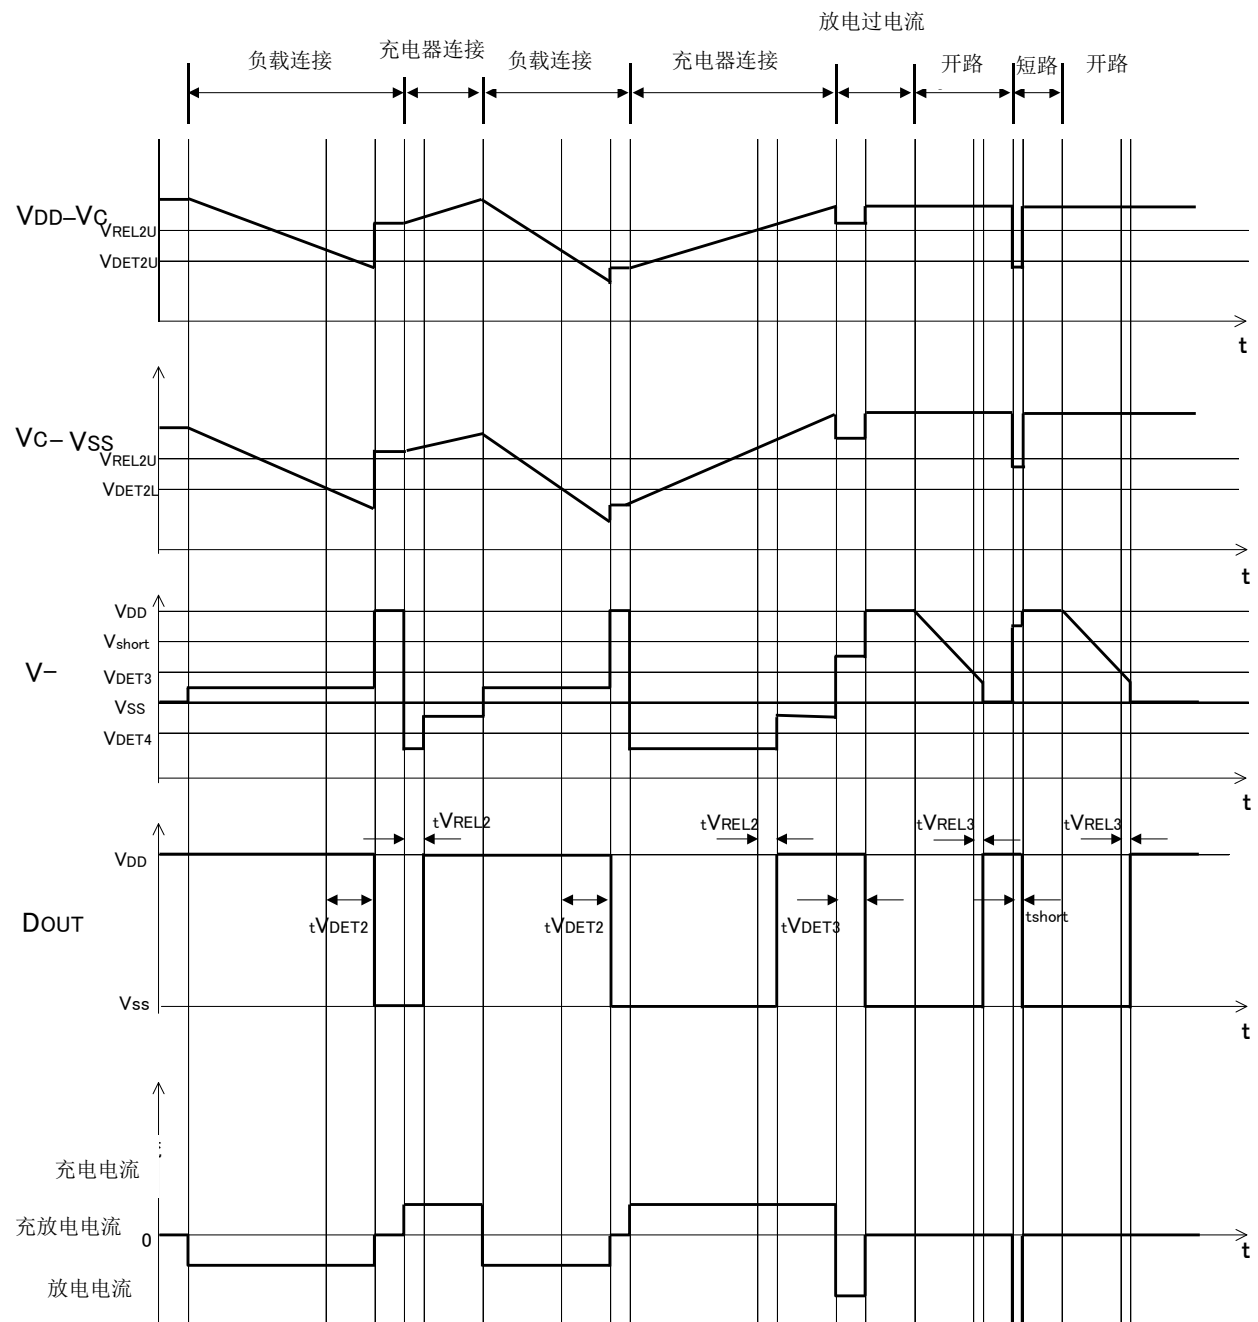 放电过电流
负载连接
充电器连接
负载连接
充电器连接
开路
短路
开路
VDD-VC
VREL2U
VDET2U
t
VC-VSS
VREL2U
VDET2L
t
VDD
Vshort
V-
VDET3
VSS
VDET4
t
tVREL2
tVREL2
tVREL3
tVREL3
VDD
DOUT
tVDET2
tVDET2
tVDET3
tshort
Vss
t
充电电流
充放电电流
0
t
放电电流